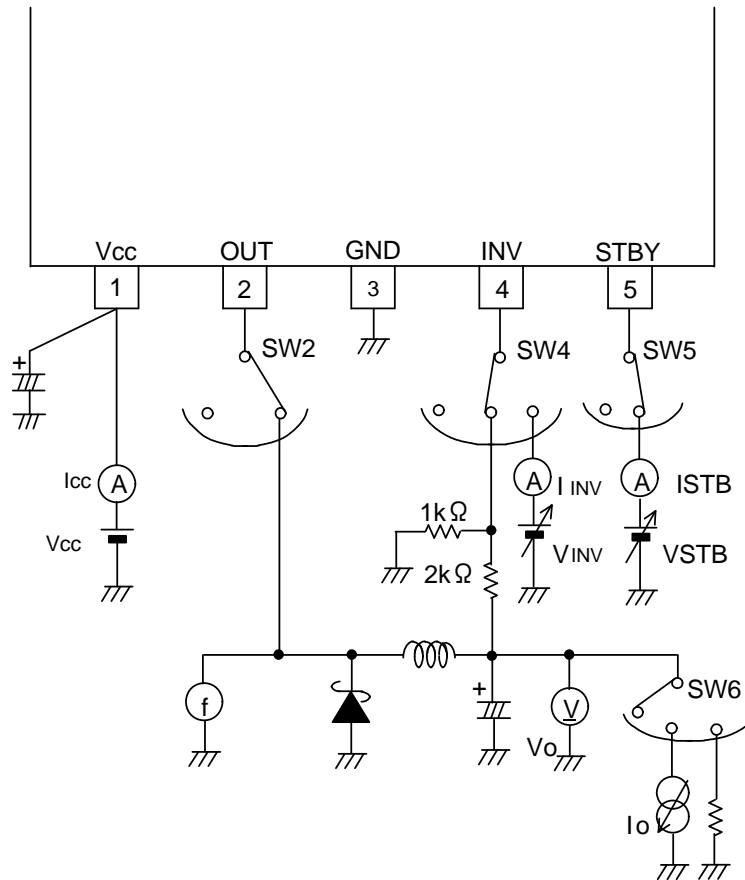 Vcc OUT GND INV STBY
1 2 3 4 5
SW2 SW4 SW5
+
Icc A A I INV A ISTB
Vcc 1kΩ VINV VSTB
2kΩ
SW6
f + V
Vo
Io